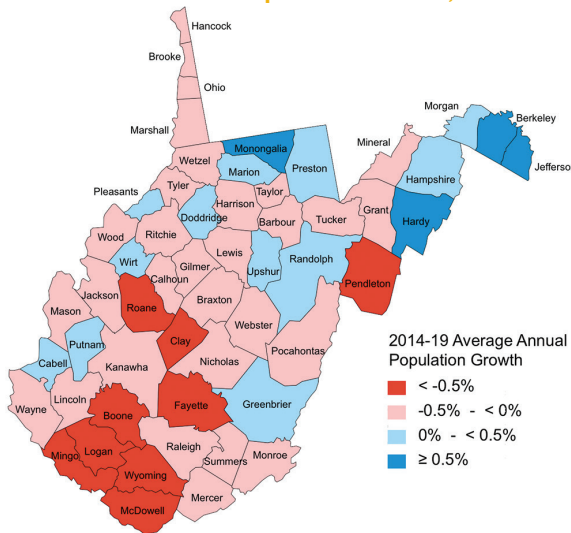 Hancock
Brooke
Ohio
Marshall
Morgan
Berkeley
Monongalia
Mineral
Jefferso
Wetzel
Marion
Preston
Hampshire
Tyler
Taylor
Pleasants
Harrison
Grant
Doddridge
Barbour
Tucker
Hardy
Wood
Ritchie
Lewis
Wirt
Gilmer
Upshur
Randolph
Calhoun
Pendleton
Jackson
Roane
Braxton
Mason
Webster
Clay
Putnam
Pocahontas
Cabell
Kanawha
Nicholas
Lincoln
Wayne
Boone
Fayette
Greenbrier
Raleigh
Mingo
Logan
Summers
Monroe
Wyoming
Mercer
McDowell
2014-19 Average Annual
Population Growth
< -0.5%
-0.5% - < 0%
0% - < 0.5%
≥ 0.5%